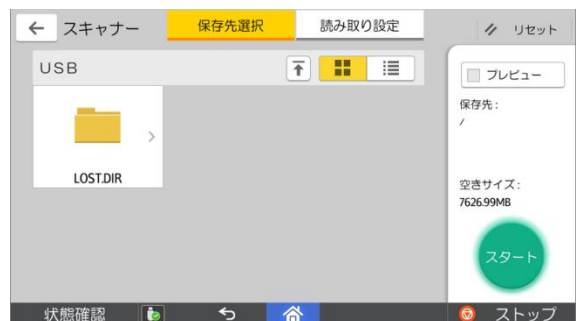 スキャナー
保存先選択
読み取り設定
リセット
USB
プレビュー
保存先:
/
LOST.DIR
空きサイズ:
7626.99MB
スタート
状態確認
ストップ